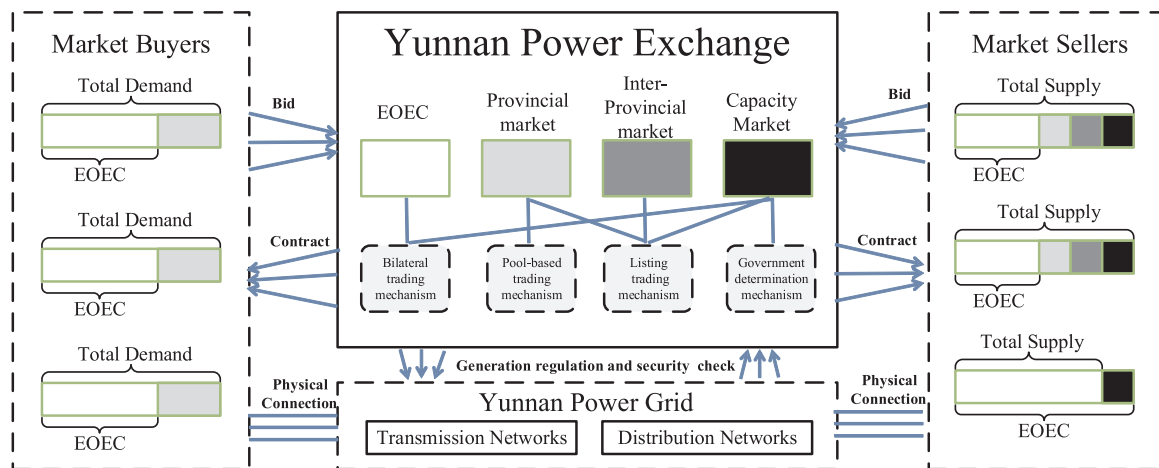 Market Buyers
Total Demand
EOEC
Total Demand
EOEC
Total Demand
EOEC
Bid
Contract
Physical
Connection
Yunnan Power Exchange
EOEC
Provincial
market
Inter-
Provincial
market
Capacity
Market
Bilateral
trading
mechanism
Pool-based
trading
mechanism
Listing
trading
mechanism
Government
determination
mechanism
Generation regulation and security check
Yunnan Power Grid
Transmission Networks
Distribution Networks
Bid
Contract
Physical
Connection
Market Sellers
Total Supply
EOEC
Total Supply
EOEC
Total Supply
EOEC